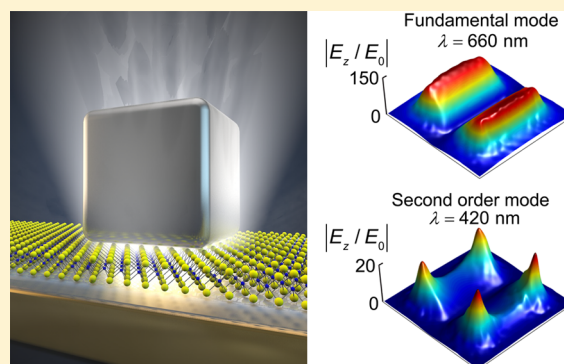 Fundamental mode
λ = 660 nm
|E_z / E_0|
150
0
Second order mode
λ = 420 nm
|E_z / E_0|
20
0